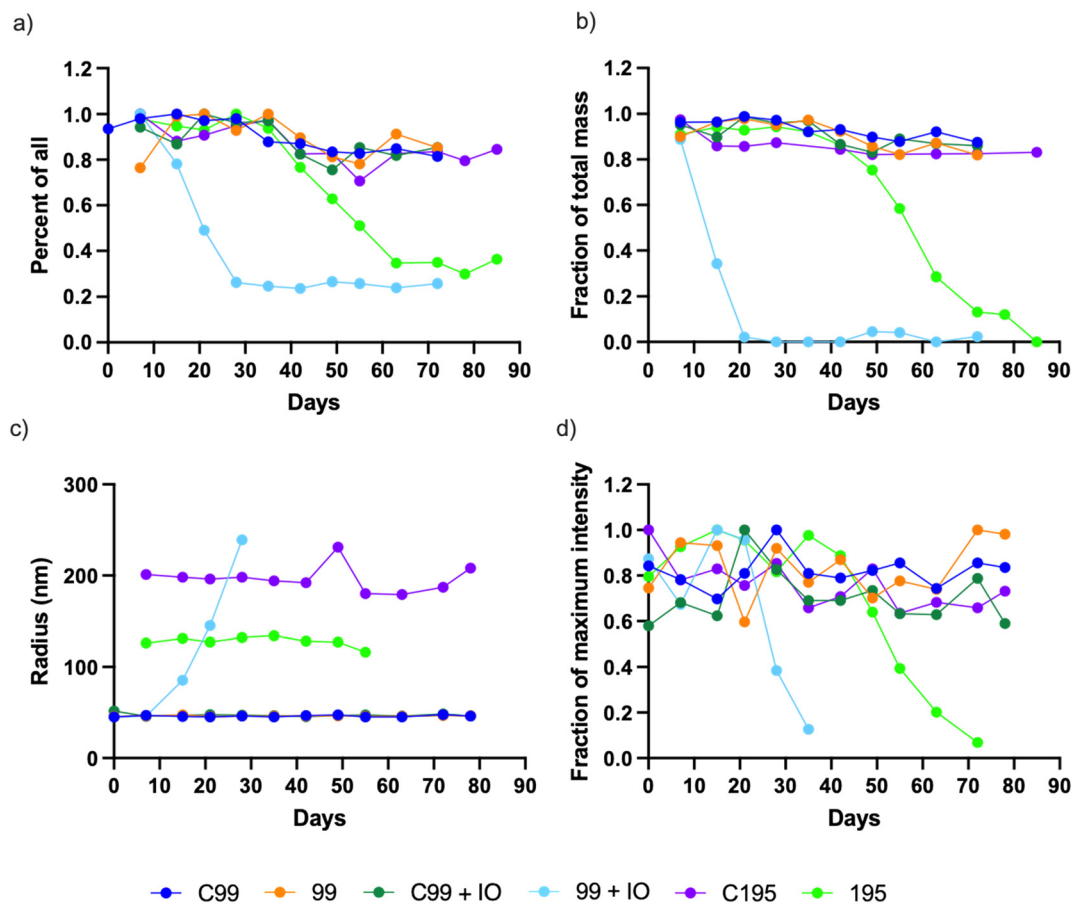 a)
Percent of all
1.2
1.0
0.8
0.6
0.4
0.2
0.0
0 10 20 30 40 50 60 70 80 90
Days
b)
Fraction of total mass
1.2
1.0
0.8
0.6
0.4
0.2
0.0
0 10 20 30 40 50 60 70 80 90
Days
c)
Radius (nm)
300
200
100
0
0 10 20 30 40 50 60 70 80 90
Days
d)
Fraction of maximum intensity
1.2
1.0
0.8
0.6
0.4
0.2
0.0
0 10 20 30 40 50 60 70 80 90
Days
C99 99 C99 + IO 99 + IO C195 195